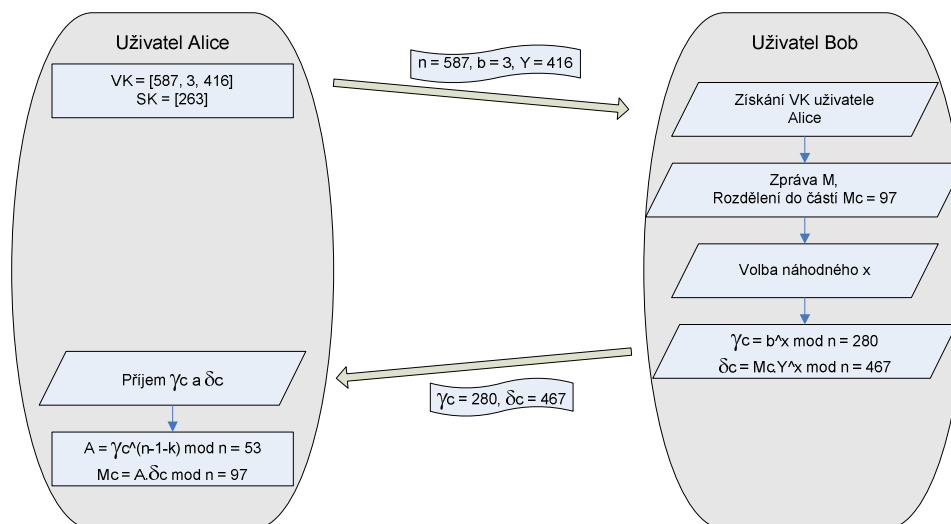 Uživatel Alice
VK = [587, 3, 416]
SK = [263]
n = 587, b = 3, Y = 416
Uživatel Bob
Získání VK uživatele
Alice
Zpráva M,
Rozdělení do částí Mc = 97
Volba náhodného x
γc = b^x mod n = 280
δc = Mc.Y^x mod n = 467
γc = 280, δc = 467
Příjem γc a δc
A = γc^(n-1-k) mod n = 53
Mc = A.δc mod n = 97